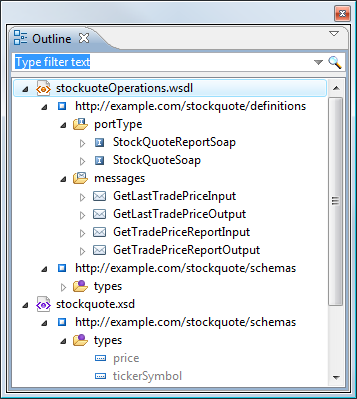 Outline
Type filter text
stockuoteOperations.wsdl
http://example.com/stockquote/definitions
portType
StockQuoteReportSoap
StockQuoteSoap
messages
GetLastTradePriceInput
GetLastTradePriceOutput
GetTradePriceReportInput
GetTradePriceReportOutput
http://example.com/stockquote/schemas
types
stockquote.xsd
http://example.com/stockquote/schemas
types
price
tickerSymbol